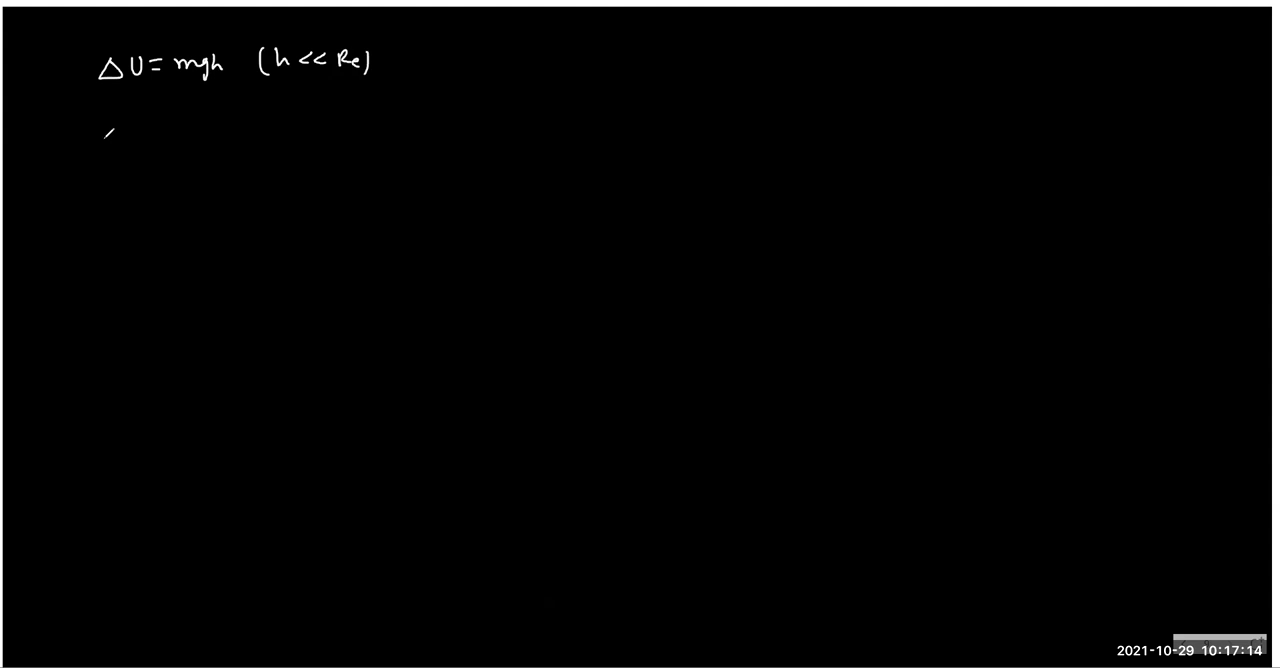 ΔU = mgh (h << Re)
2021-10-29 10:17:14